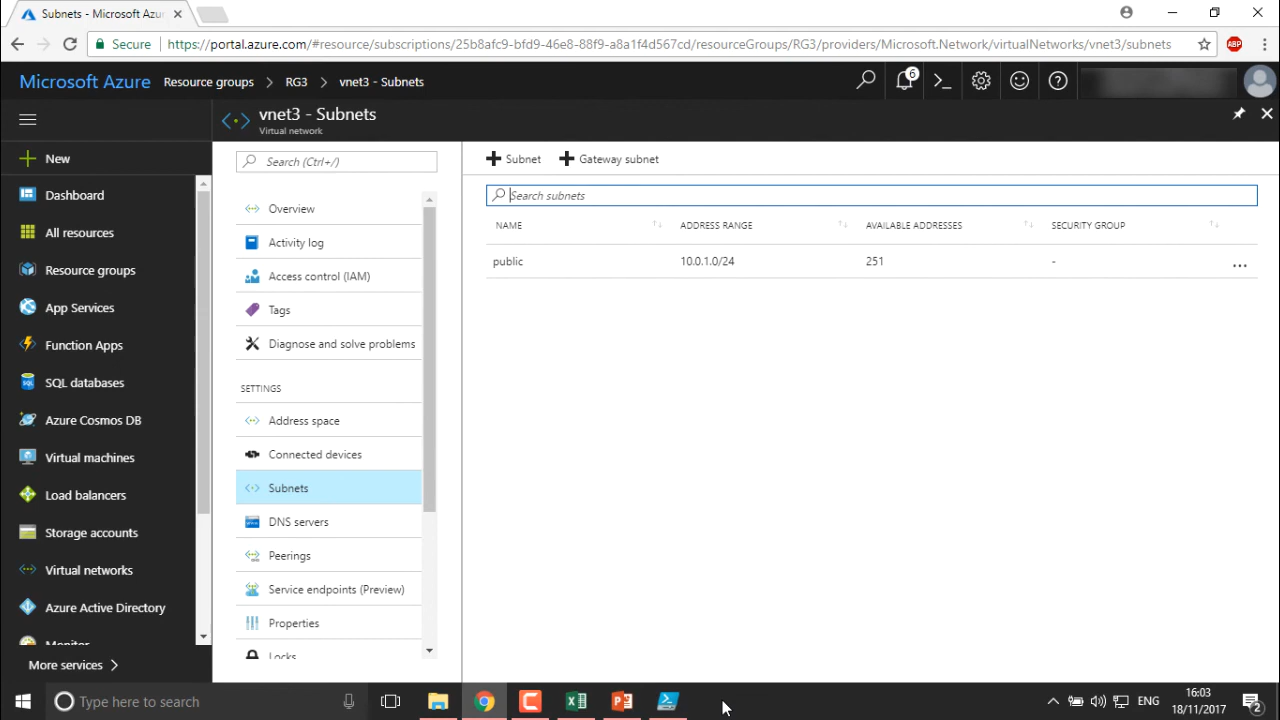 Subnets - Microsoft Azu
Secure
https://portal.azure.com/#resource/subscriptions/25b8afc9-bfd9-46e8-88f9-a8a1f4d567cd/resourceGroups/RG3/providers/Microsoft.Network/virtualNetworks/vnet3/subnets
ABP
Microsoft Azure
Resource groups > RG3 > vnet3 - Subnets
6
vnet3 - Subnets
Virtual network
New
Dashboard
All resources
Resource groups
App Services
Function Apps
SQL databases
Azure Cosmos DB
Virtual machines
Load balancers
Storage accounts
Virtual networks
Azure Active Directory
Monitor
More services >
Search (Ctrl+/)
Overview
Activity log
Access control (IAM)
Tags
Diagnose and solve problems
SETTINGS
Address space
Connected devices
Subnets
DNS servers
Peerings
Service endpoints (Preview)
Properties
Locks
+ Subnet
+ Gateway subnet
Search subnets
NAME ADDRESS RANGE AVAILABLE ADDRESSES SECURITY GROUP
public 10.0.1.0/24 251 - ...
Type here to search
ENG
16:03
18/11/2017
2